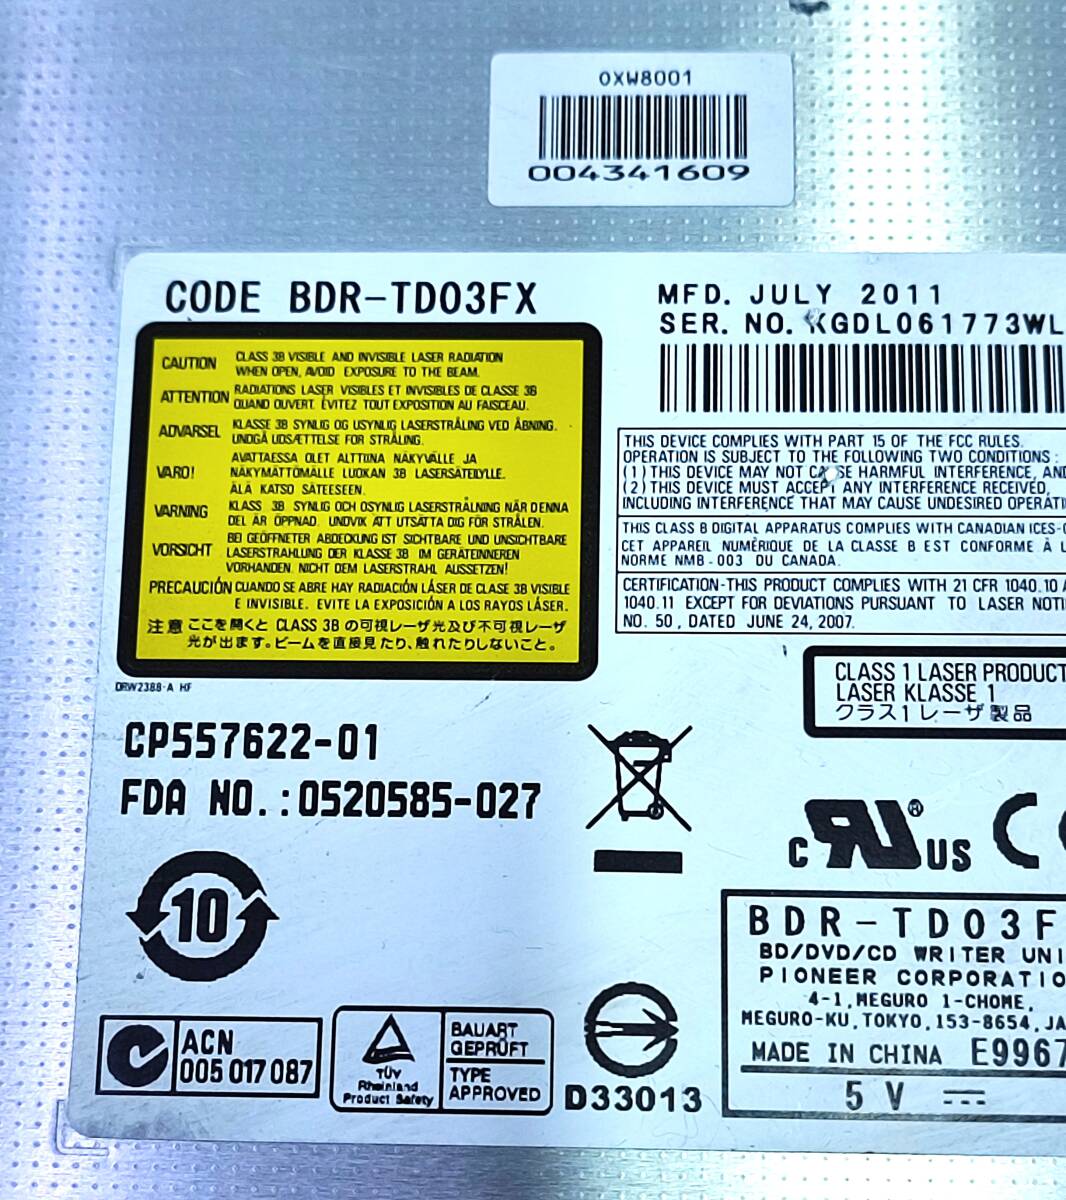 0XW8001
004341609
CODE BDR-TD03FX
MFD. JULY 2011
SER. NO. KGDL061773WL
CAUTION CLASS 3B VISIBLE AND INVISIBLE LASER RADIATION
WHEN OPEN, AVOID EXPOSURE TO THE BEAM.
ATTENTION RADIATIONS LASER VISIBLES ET INVISIBLES DE CLASSE 3B
QUAND OUVERT. ÉVITEZ TOUT EXPOSITION AU FAISCEAU.
ADVARSEL KLASSE 3B SYNLIG OG USYNLIG LASERSTRÅLING VED ÅBNING.
UNDGÅ UDSÆTTELSE FOR STRÅLING.
VARO! AVATTAESSA OLET ALTTIINA NÄKYVÄLLE JA
NÄKYMÄTTÖMÄLLE LUOKAN 3B LASERSÄTEILYLLE.
ÄLÄ KATSO SÄTEESEEN.
VARNING KLASS 3B SYNLIG OCH OSYNLIG LASERSTRÅLNING NÄR DENNA
DEL ÄR ÖPPNAD. UNDVIK ATT UTSÄTTA DIG FÖR STRÅLEN.
VORSICHT BEI GEÖFFNETER ABDECKUNG IST SICHTBARE UND UNSICHTBARE
LASERSTRAHLUNG DER KLASSE 3B IM GERÄTEINNEREN
VORHANDEN. NICHT DEM LASERSTRAHL AUSSETZEN!
PRECAUCIÓN CUANDO SE ABRE HAY RADIACIÓN LÁSER DE CLASE 3B VISIBLE
E INVISIBLE. EVITE LA EXPOSICIÓN A LOS RAYOS LÁSER.
注意 ここを開くと CLASS 3B の可視レーザ光及び不可視レーザ
光が出ます。ビームを直接見たり、触れたりしないこと。
DRW2388-A HF
THIS DEVICE COMPLIES WITH PART 15 OF THE FCC RULES.
OPERATION IS SUBJECT TO THE FOLLOWING TWO CONDITIONS :
(1) THIS DEVICE MAY NOT CAUSE HARMFUL INTERFERENCE, AND
(2) THIS DEVICE MUST ACCEPT ANY INTERFERENCE RECEIVED,
INCLUDING INTERFERENCE THAT MAY CAUSE UNDESIRED OPERATI
THIS CLASS B DIGITAL APPARATUS COMPLIES WITH CANADIAN ICES-0
CET APPAREIL NUMÉRIQUE DE LA CLASSE B EST CONFORME À L
NORME NMB-003 DU CANADA.
CERTIFICATION-THIS PRODUCT COMPLIES WITH 21 CFR 1040.10 A
1040.11 EXCEPT FOR DEVIATIONS PURSUANT TO LASER NOTI
NO. 50, DATED JUNE 24, 2007.
CLASS 1 LASER PRODUCT
LASER KLASSE 1
クラス1 レーザ製品
CP557622-01
FDA NO.:0520585-027
10
c RU ® US C
ACN
005 017 087
TÜV
Rheinland
Product Safety
BAUART
GEPRÜFT
TYPE
APPROVED
D33013
BDR-TD03F
BD/DVD/CD WRITER UNI
PIONEER CORPORATIO
4-1, MEGURO 1-CHOME,
MEGURO-KU, TOKYO, 153-8654, JA
MADE IN CHINA E9967
5 V